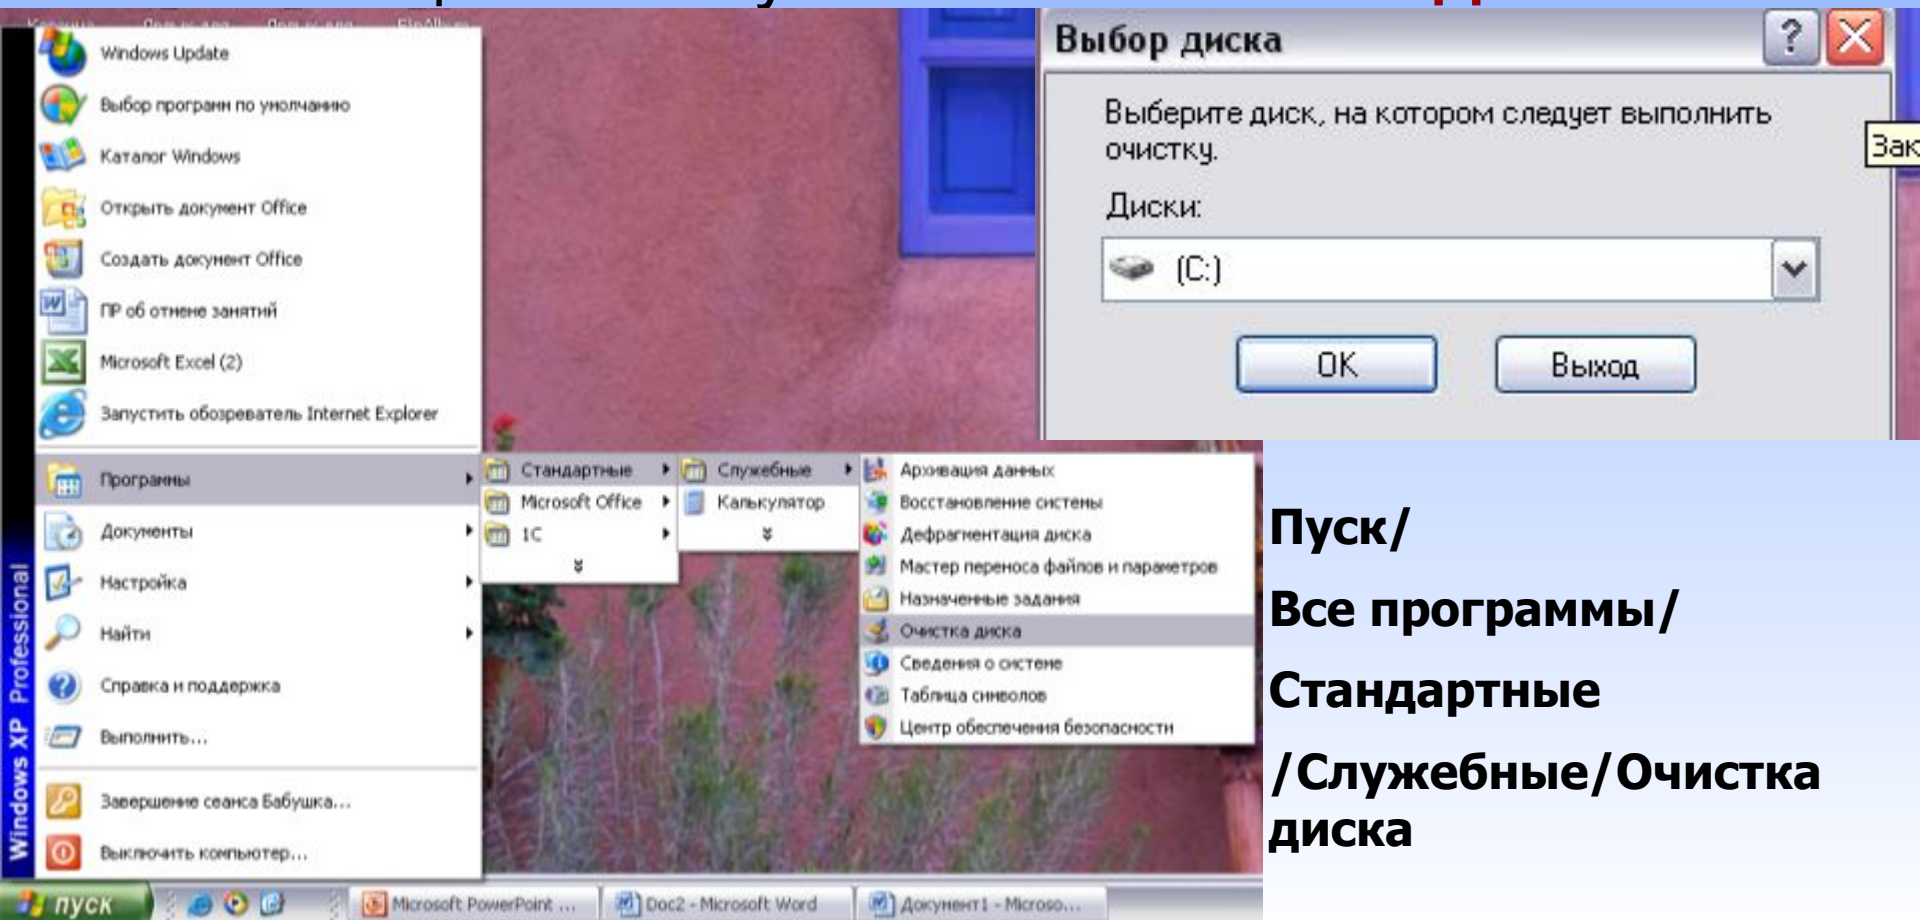 Windows Update
Выбор программ по умолчанию
Каталог Windows
Открыть документ Office
Создать документ Office
ПР об отмене занятий
Microsoft Excel (2)
Запустить обозреватель Internet Explorer
Программы
Документы
Настройка
Найти
Справка и поддержка
Выполнить...
Завершение сеанса Бабушка...
Выключить компьютер...
Windows XP Professional
Стандартные
Microsoft Office
1C
Служебные
Калькулятор
Архивация данных
Восстановление системы
Дефрагментация диска
Мастер переноса файлов и параметров
Назначенные задания
Очистка диска
Сведения о системе
Таблица символов
Центр обеспечения безопасности
Выбор диска
Выберите диск, на котором следует выполнить
очистку.
Диски:
(C:)
OK
Выход
Зак
Пуск/
Все программы/
Стандартные
/Служебные/Очистка
диска
пуск
Microsoft PowerPoint ...
Doc2 - Microsoft Word
Документ1 - Microso...